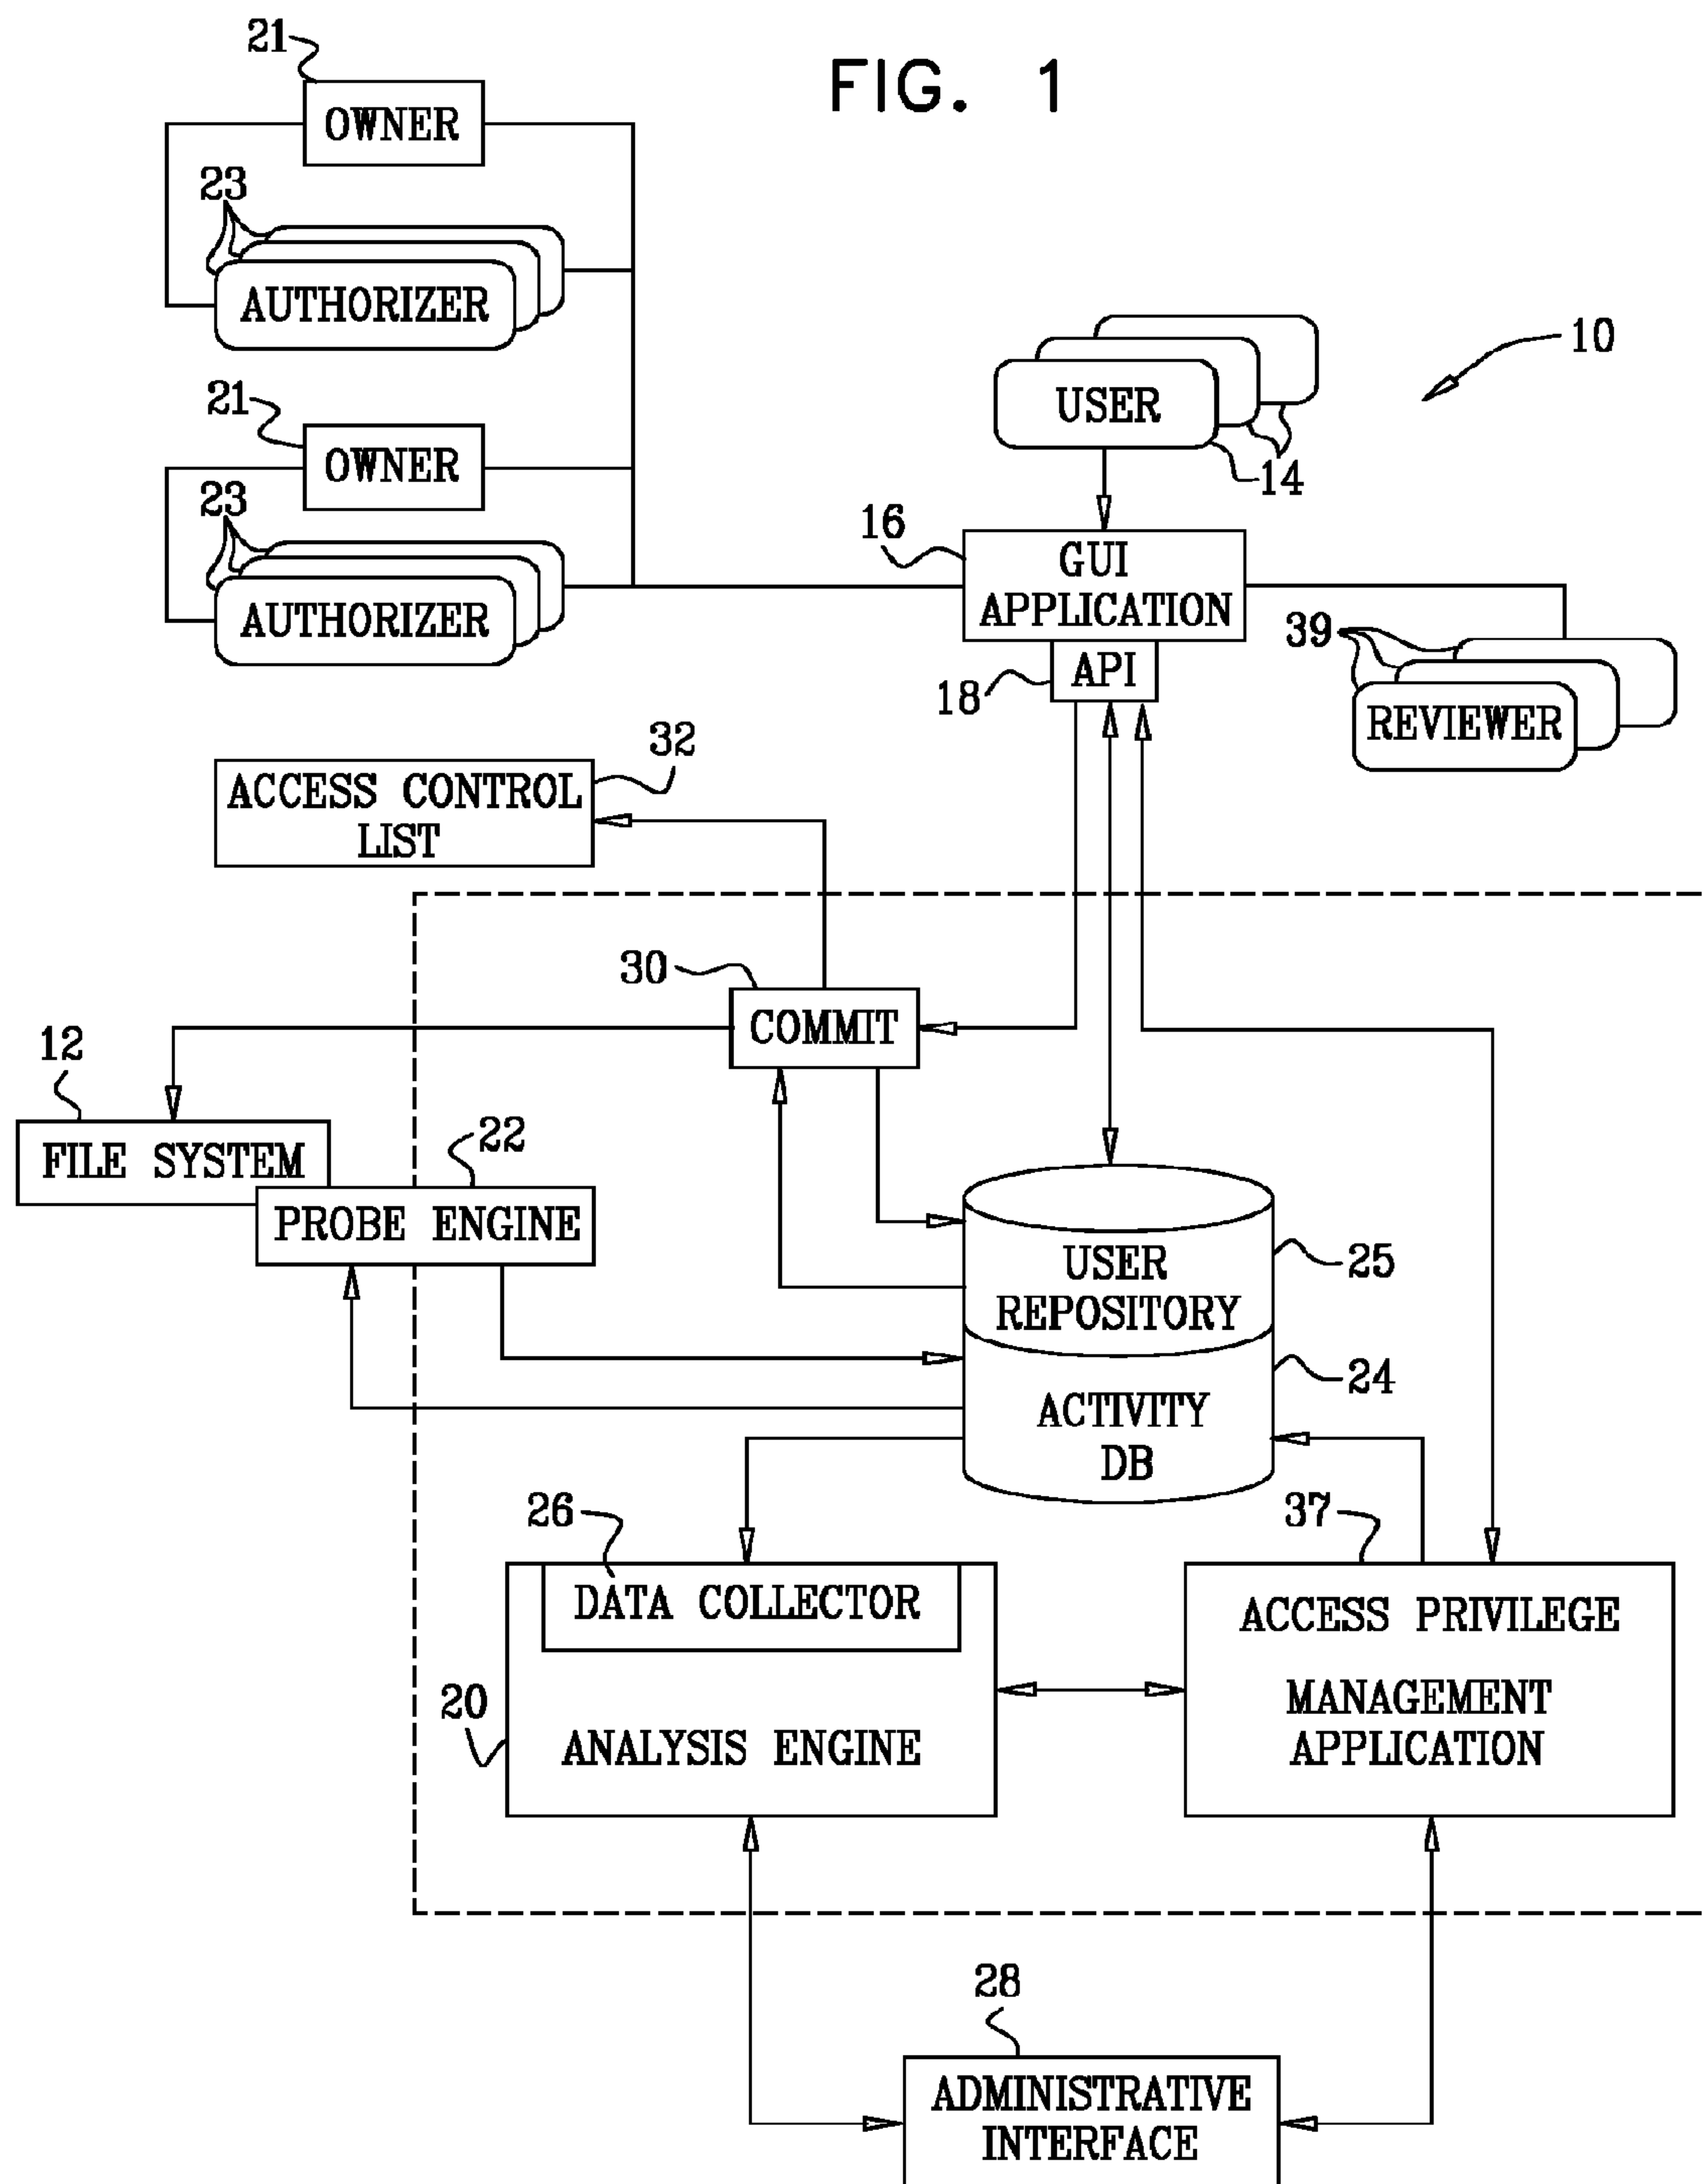 FIG. 1
21
OWNER
23
AUTHORIZER
21
OWNER
23
AUTHORIZER
10
USER
14
16
GUI
APPLICATION
18
API
39
REVIEWER
32
ACCESS CONTROL
LIST
30
COMMIT
12
FILE SYSTEM
22
PROBE ENGINE
USER
REPOSITORY
25
ACTIVITY
DB
24
26
DATA COLLECTOR
20
ANALYSIS ENGINE
37
ACCESS PRIVILEGE
MANAGEMENT
APPLICATION
28
ADMINISTRATIVE
INTERFACE